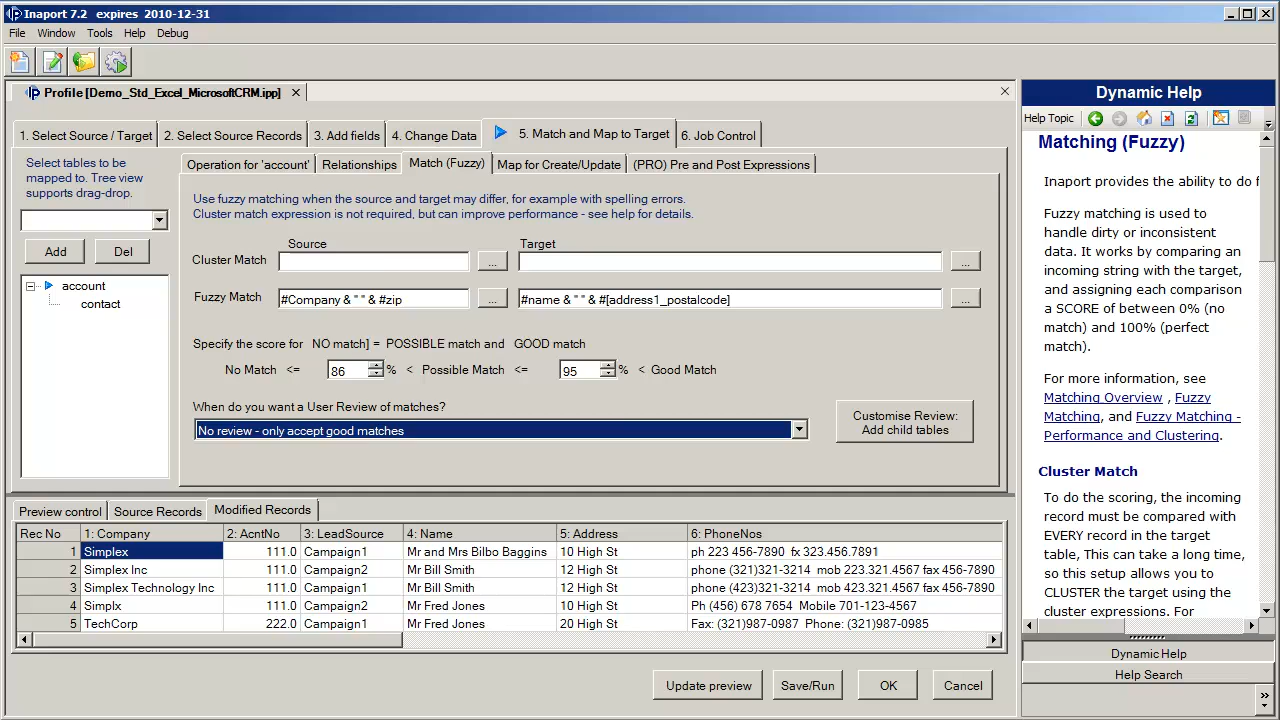 Inaport 7.2 expires 2010-12-31
File Window Tools Help Debug
Profile [Demo_Std_Excel_MicrosoftCRM.ipp]
1. Select Source / Target 2. Select Source Records 3. Add fields 4. Change Data 5. Match and Map to Target 6. Job Control
Select tables to be
mapped to. Tree view
supports drag-drop.
Add Del
account
contact
Operation for 'account' Relationships Match (Fuzzy) Map for Create/Update (PRO) Pre and Post Expressions
Use fuzzy matching when the source and target may differ, for example with spelling errors.
Cluster match expression is not required, but can improve performance - see help for details.
Source Target
Cluster Match ... ...
Fuzzy Match #Company & " " & #zip ... #name & " " & #[address1_postalcode] ...
Specify the score for NO match] = POSSIBLE match and GOOD match
No Match <= 86 % < Possible Match <= 95 % < Good Match
When do you want a User Review of matches?
No review - only accept good matches
Customise Review:
Add child tables
Preview control Source Records Modified Records
Rec No 1: Company 2: AcntNo 3: LeadSource 4: Name 5: Address 6: PhoneNos
1 Simplex 111.0 Campaign1 Mr and Mrs Bilbo Baggins 10 High St ph 223 456-7890 fx 323.456.7891
2 Simplex Inc 111.0 Campaign2 Mr Bill Smith 12 High St phone (321)321-3214 mob 223.321.4567 fax 456-7890
3 Simplex Technology Inc 111.0 Campaign1 Mr Bill Smith 12 High St phone (423)321-3214 mob 223.321.4567 fax 456-7890
4 Simplx 111.0 Campaign2 Mr Fred Jones 10 High St Ph (456) 678 7654 Mobile 701-123-4567
5 TechCorp 222.0 Campaign1 Mr Fred Jones 20 High St Fax: (321)987-0987 Phone: (321)987-0985
Update preview Save/Run OK Cancel
Dynamic Help
Help Topic
Matching (Fuzzy)
Inaport provides the ability to do f
Fuzzy matching is used to
handle dirty or inconsistent
data. It works by comparing an
incoming string with the target,
and assigning each comparison
a SCORE of between 0% (no
match) and 100% (perfect
match).
For more information, see
Matching Overview , Fuzzy
Matching, and Fuzzy Matching -
Performance and Clustering.
Cluster Match
To do the scoring, the incoming
record must be compared with
EVERY record in the target
table, This can take a long time,
so this setup allows you to
CLUSTER the target using the
cluster expressions. For
Dynamic Help
Help Search